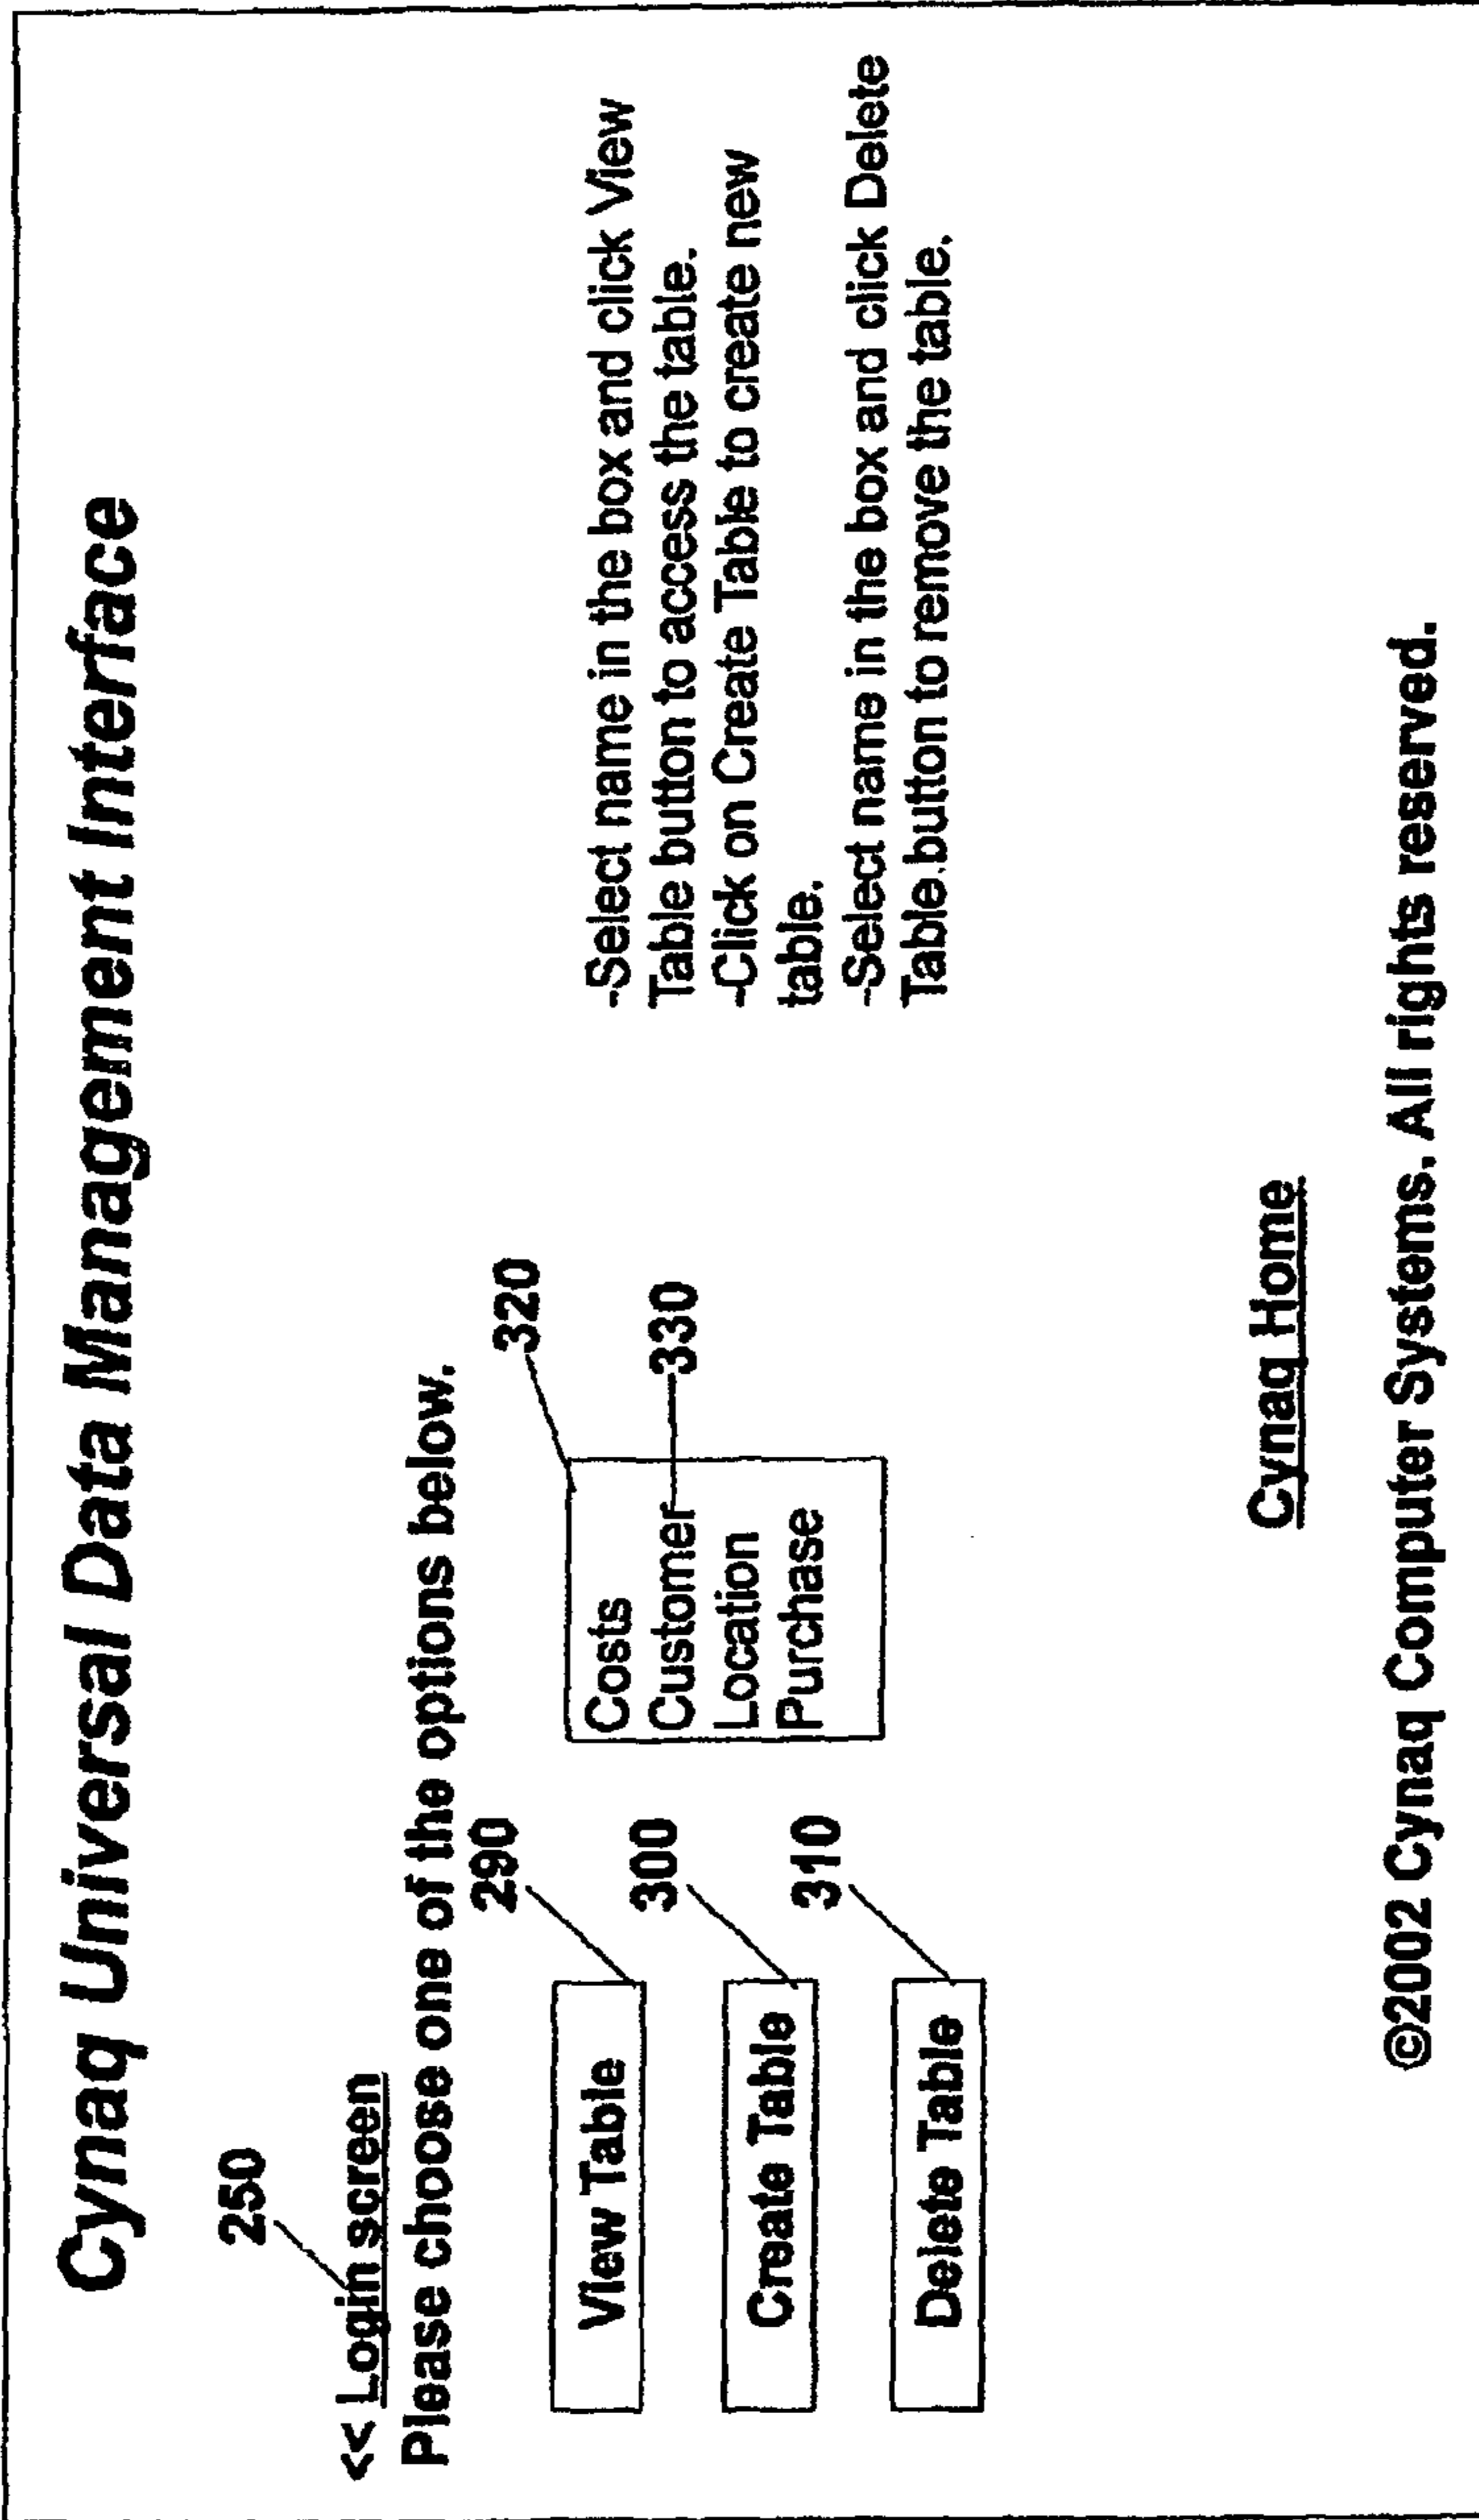 Cynaq Universal Data Management Interface
250
<< Login screen
Please choose one of the options below.
290
View Table
300
Create Table
310
Delete Table
320
Costs
Customer
330
Location
Purchase
-Select name in the box and click View
Table button to access the table.
-Click on Create Table to create new
table.
-Select name in the box and click Delete
Table button to remove the table.
Cynaq Home
©2002 Cynaq Computer Systems. All rights reserved.